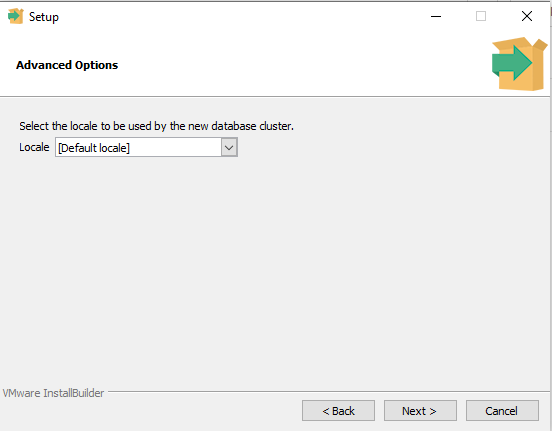 Setup
Advanced Options
Select the locale to be used by the new database cluster.
Locale [Default locale]
VMware InstallBuilder
< Back Next > Cancel